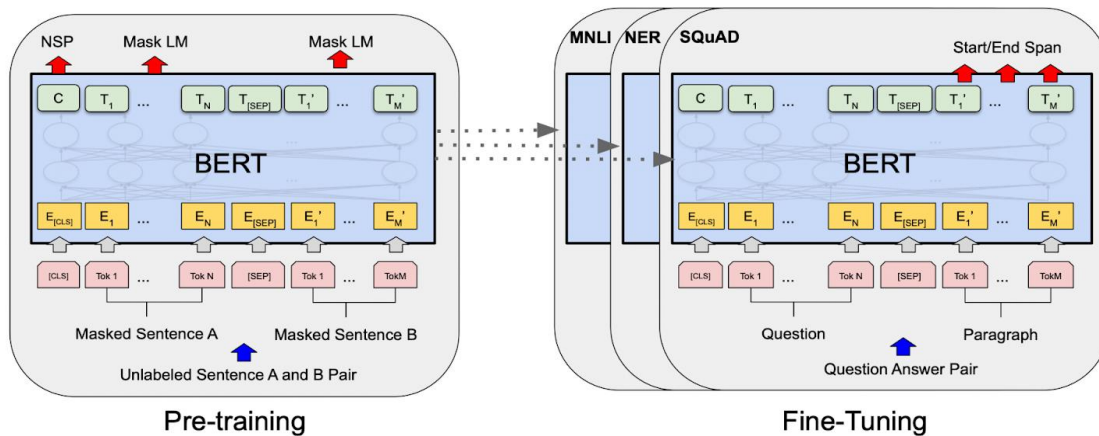 NSP Mask LM Mask LM
C T1 ... TN T[SEP] T1' ... TM'
...
BERT
...
E[CLS] E1 ... EN E[SEP] E1' ... EM'
[CLS] Tok 1 ... Tok N [SEP] Tok 1 ... TokM
Masked Sentence A Masked Sentence B
Unlabeled Sentence A and B Pair
Pre-training
MNLI NER SQuAD
Start/End Span
C T1 ... TN T[SEP] T1' ... TM'
...
BERT
...
E[CLS] E1 ... EN E[SEP] E1' ... EM'
[CLS] Tok 1 ... Tok N [SEP] Tok 1 ... TokM
Question Paragraph
Question Answer Pair
Fine-Tuning